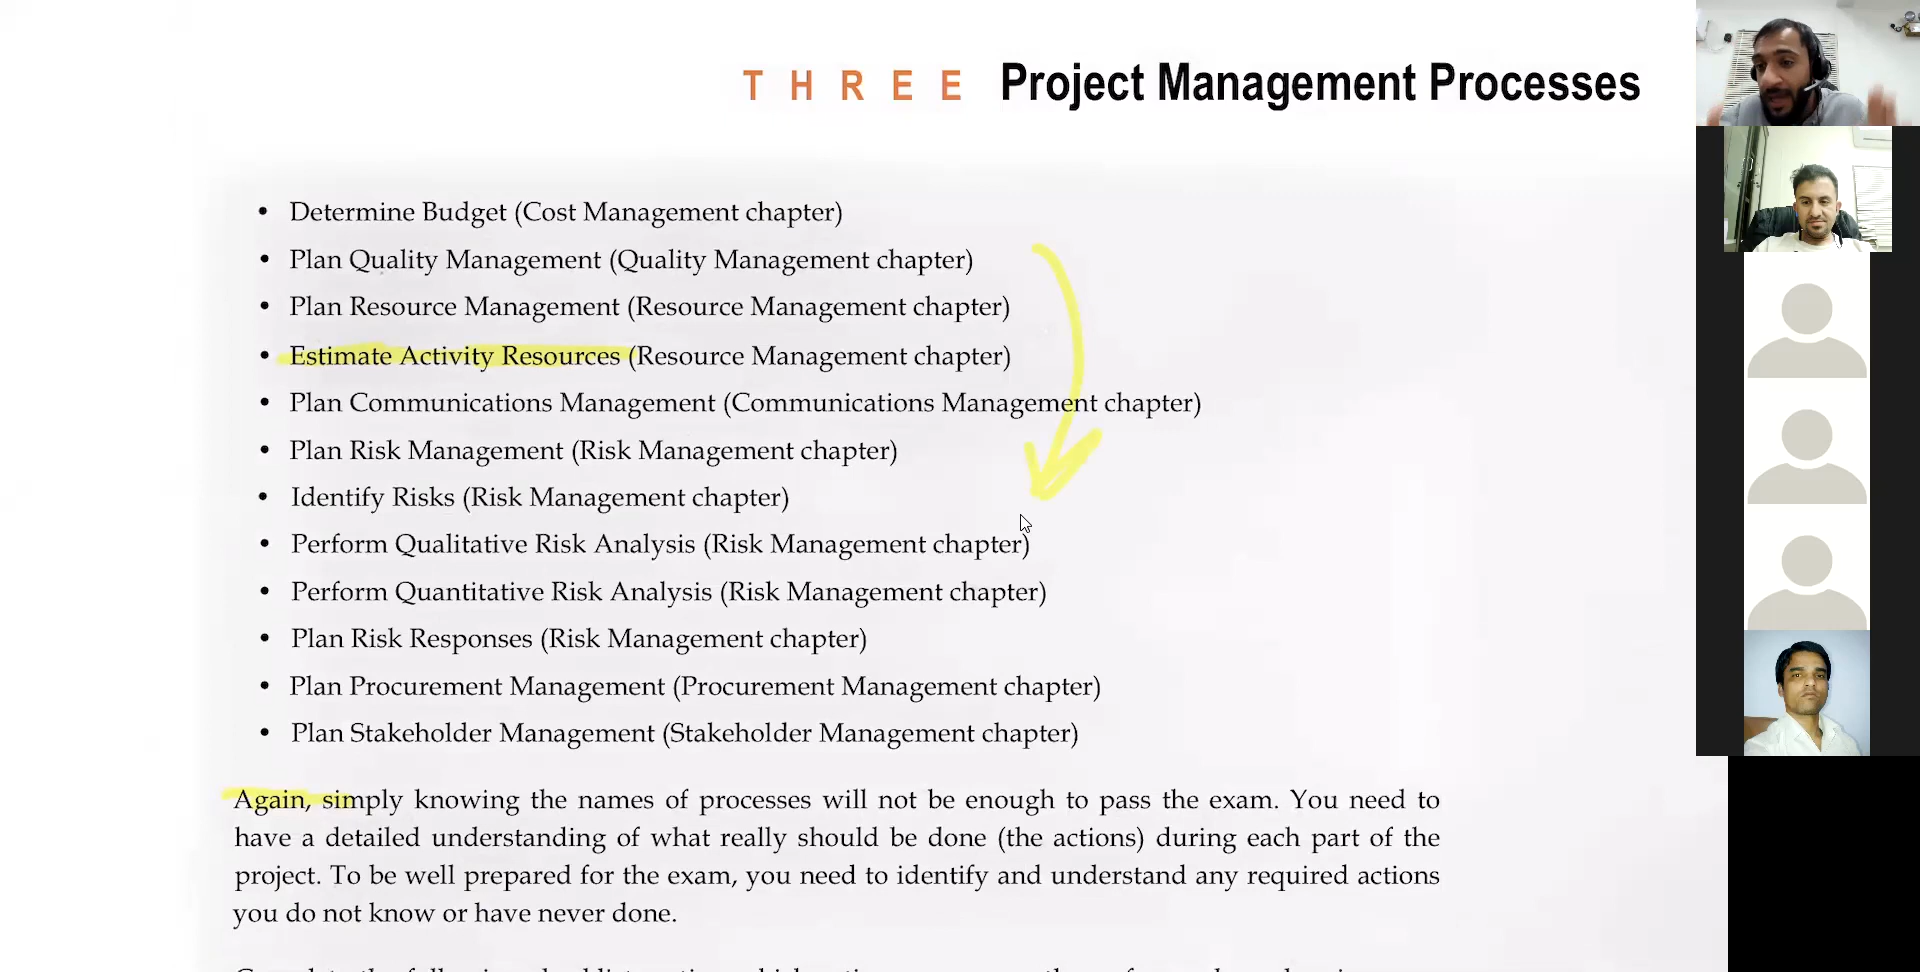 THREE Project Management Processes
• Determine Budget (Cost Management chapter)
• Plan Quality Management (Quality Management chapter)
• Plan Resource Management (Resource Management chapter)
• Estimate Activity Resources (Resource Management chapter)
• Plan Communications Management (Communications Management chapter)
• Plan Risk Management (Risk Management chapter)
• Identify Risks (Risk Management chapter)
• Perform Qualitative Risk Analysis (Risk Management chapter)
• Perform Quantitative Risk Analysis (Risk Management chapter)
• Plan Risk Responses (Risk Management chapter)
• Plan Procurement Management (Procurement Management chapter)
• Plan Stakeholder Management (Stakeholder Management chapter)
Again, simply knowing the names of processes will not be enough to pass the exam. You need to
have a detailed understanding of what really should be done (the actions) during each part of the
project. To be well prepared for the exam, you need to identify and understand any required actions
you do not know or have never done.